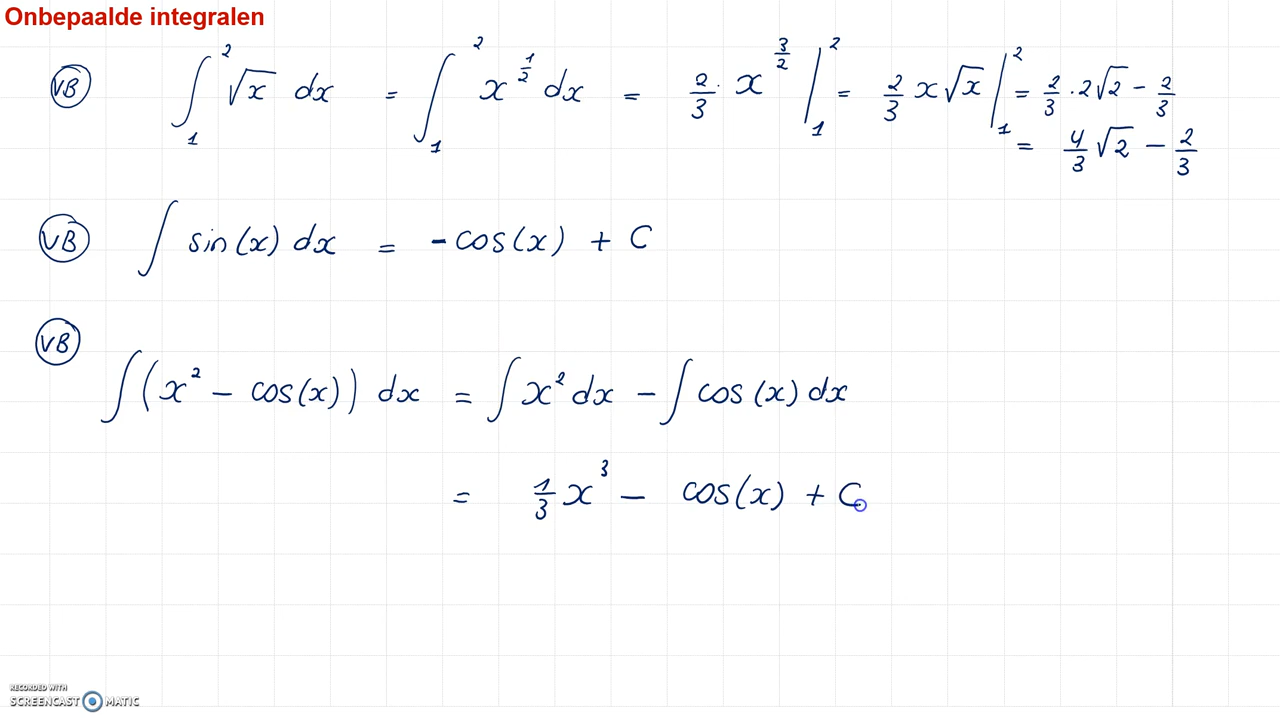 Onbepaalde integralen
VB ∫₁² √x dx = ∫₁² x^(1/2) dx = 2/3 · x^(3/2) |₁² = 2/3 x√x |₁² = 2/3 · 2√2 − 2/3
= 4/3 √2 − 2/3
VB ∫ sin(x) dx = -cos(x) + C
VB
∫(x² − cos(x)) dx = ∫x² dx − ∫cos(x) dx
= 1/3 x³ − cos(x) + C
RECORDED WITH
SCREENCAST MATIC